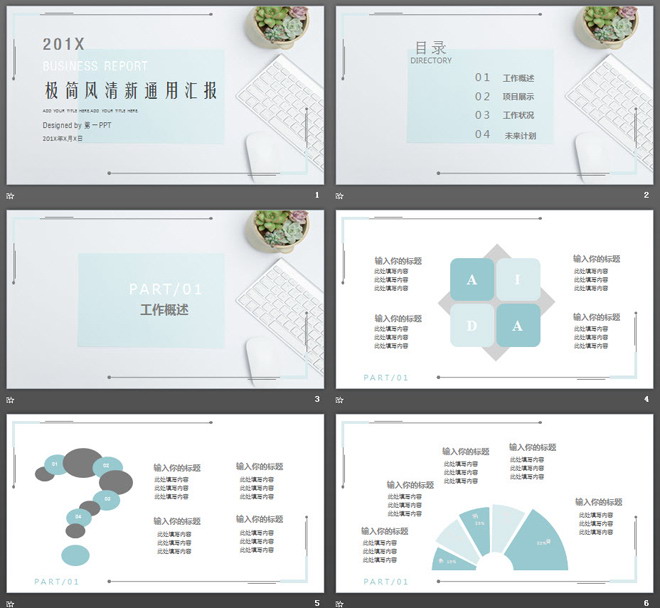 201X
BUSINESS REPORT
极简风清新通用汇报
ADD YOUR TITLE HERE.ADD YOUR TITLE HERE.
Designed by 第一PPT
201X年X月X日
1
目录
DIRECTORY
01 工作概述
02 项目展示
03 工作状况
04 未来计划
2
PART/01
工作概述
3
输入你的标题
此处填写内容
此处填写内容
此处填写内容
输入你的标题
此处填写内容
此处填写内容
此处填写内容
A I
D A
输入你的标题
此处填写内容
此处填写内容
此处填写内容
输入你的标题
此处填写内容
此处填写内容
此处填写内容
PART/01
4
01
02
03
04
输入你的标题
此处填写内容
此处填写内容
此处填写内容
输入你的标题
此处填写内容
此处填写内容
此处填写内容
输入你的标题
此处填写内容
此处填写内容
此处填写内容
输入你的标题
此处填写内容
此处填写内容
此处填写内容
PART/01
5
输入你的标题
此处填写内容
此处填写内容
此处填写内容
输入你的标题
此处填写内容
此处填写内容
此处填写内容
输入你的标题
此处填写内容
此处填写内容
此处填写内容
输入你的标题
此处填写内容
此处填写内容
此处填写内容
输入你的标题
此处填写内容
此处填写内容
此处填写内容
PART/01
6